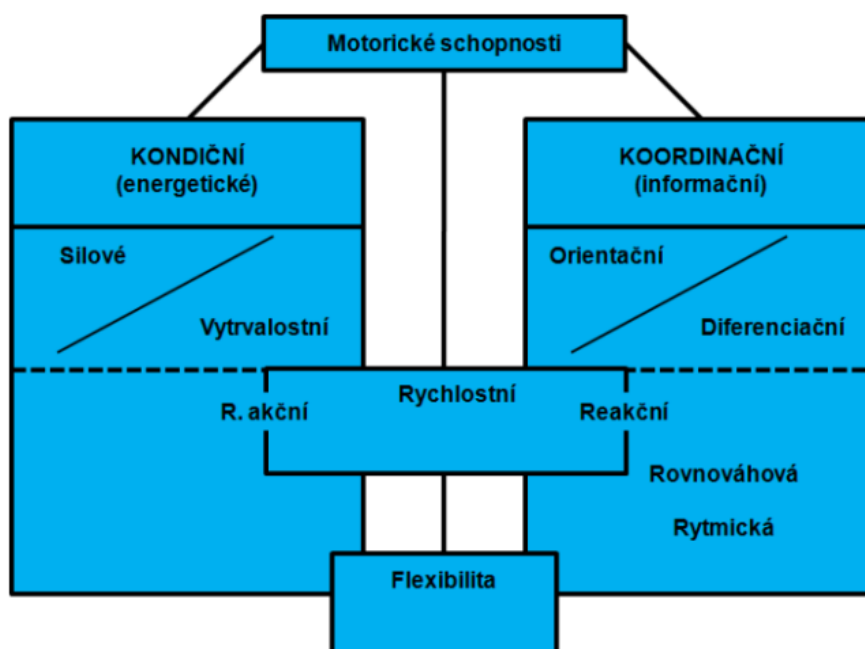 Motorické schopnosti
KONDIČNÍ
(energetické)
KOORDINAČNÍ
(informační)
Silové
Vytrvalostní
Orientační
Diferenciační
Rychlostní
R. akční
Reakční
Rovnováhová
Rytmická
Flexibilita